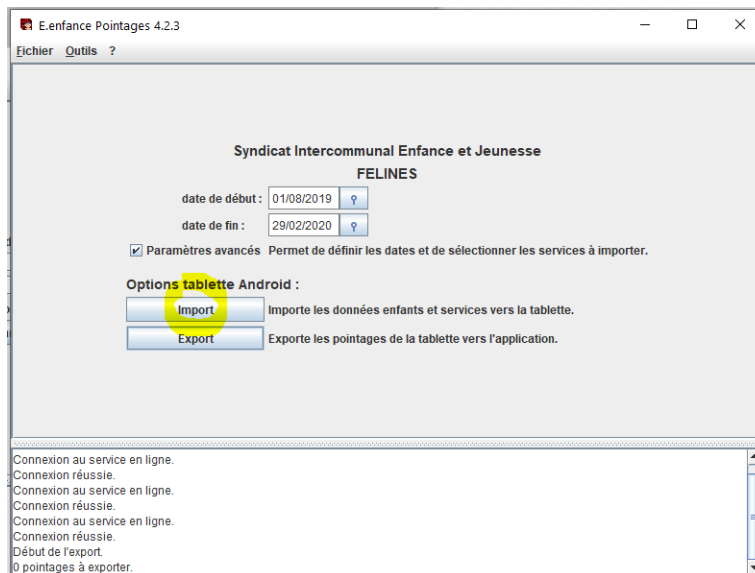 E.enfance Pointages 4.2.3
Fichier Outils ?
Syndicat Intercommunal Enfance et Jeunesse
FELINES
date de début : 01/08/2019
date de fin : 29/02/2020
Paramètres avancés Permet de définir les dates et de sélectionner les services à importer.
Options tablette Android :
Import Importe les données enfants et services vers la tablette.
Export Exporte les pointages de la tablette vers l'application.
Connexion au service en ligne.
Connexion réussie.
Connexion au service en ligne.
Connexion réussie.
Connexion au service en ligne.
Connexion réussie.
Début de l'export.
0 pointages à exporter.